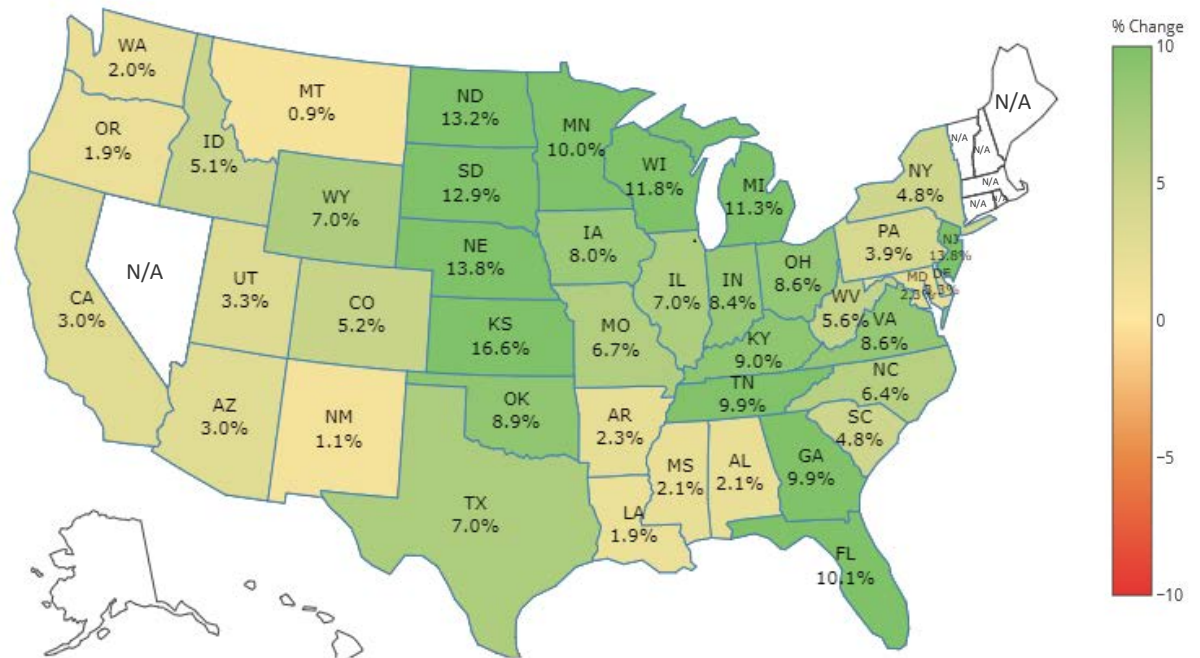 % Change
10
5
0
−5
−10
WA
2.0%
OR
1.9%
CA
3.0%
N/A
ID
5.1%
MT
0.9%
WY
7.0%
UT
3.3%
CO
5.2%
AZ
3.0%
NM
1.1%
ND
13.2%
SD
12.9%
NE
13.8%
KS
16.6%
OK
8.9%
TX
7.0%
MN
10.0%
IA
8.0%
MO
6.7%
AR
2.3%
LA
1.9%
WI
11.8%
IL
7.0%
MI
11.3%
IN
8.4%
OH
8.6%
KY
9.0%
TN
9.9%
MS
2.1%
AL
2.1%
GA
9.9%
FL
10.1%
SC
4.8%
NC
6.4%
VA
8.6%
WV
5.6%
PA
3.9%
NY
4.8%
NJ
13.8%
MD
DE
N/A
N/A
N/A
N/A
N/A
N/A